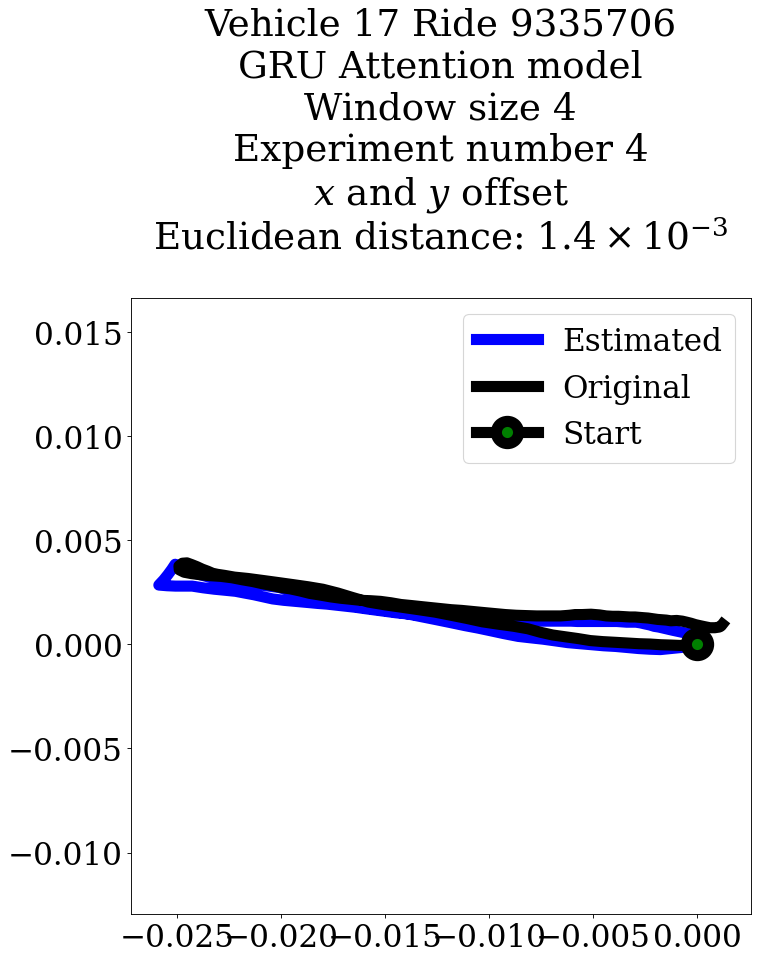 Vehicle 17 Ride 9335706
GRU Attention model
Window size 4
Experiment number 4
x and y offset
Euclidean distance: 1.4 × 10⁻³
Estimated
Original
Start
0.015
0.010
0.005
0.000
−0.005
−0.010
−0.025 −0.020 −0.015 −0.010 −0.005 0.000